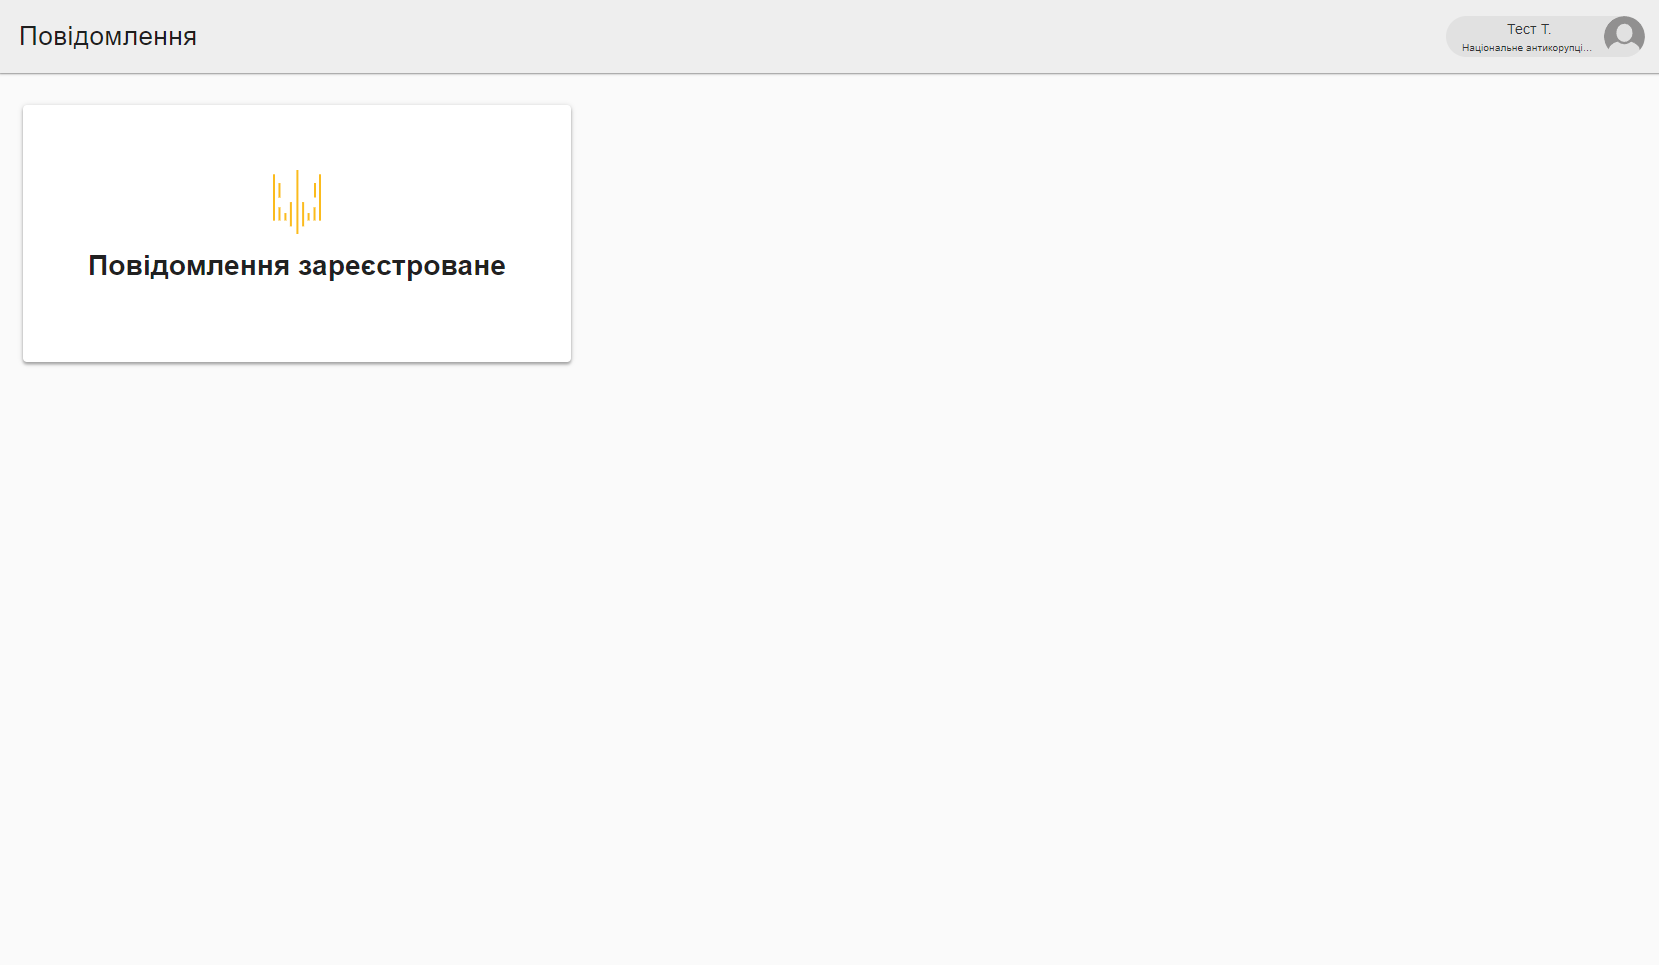 Повідомлення
Тест Т.
Національне антикорупці...
Повідомлення зареєстроване